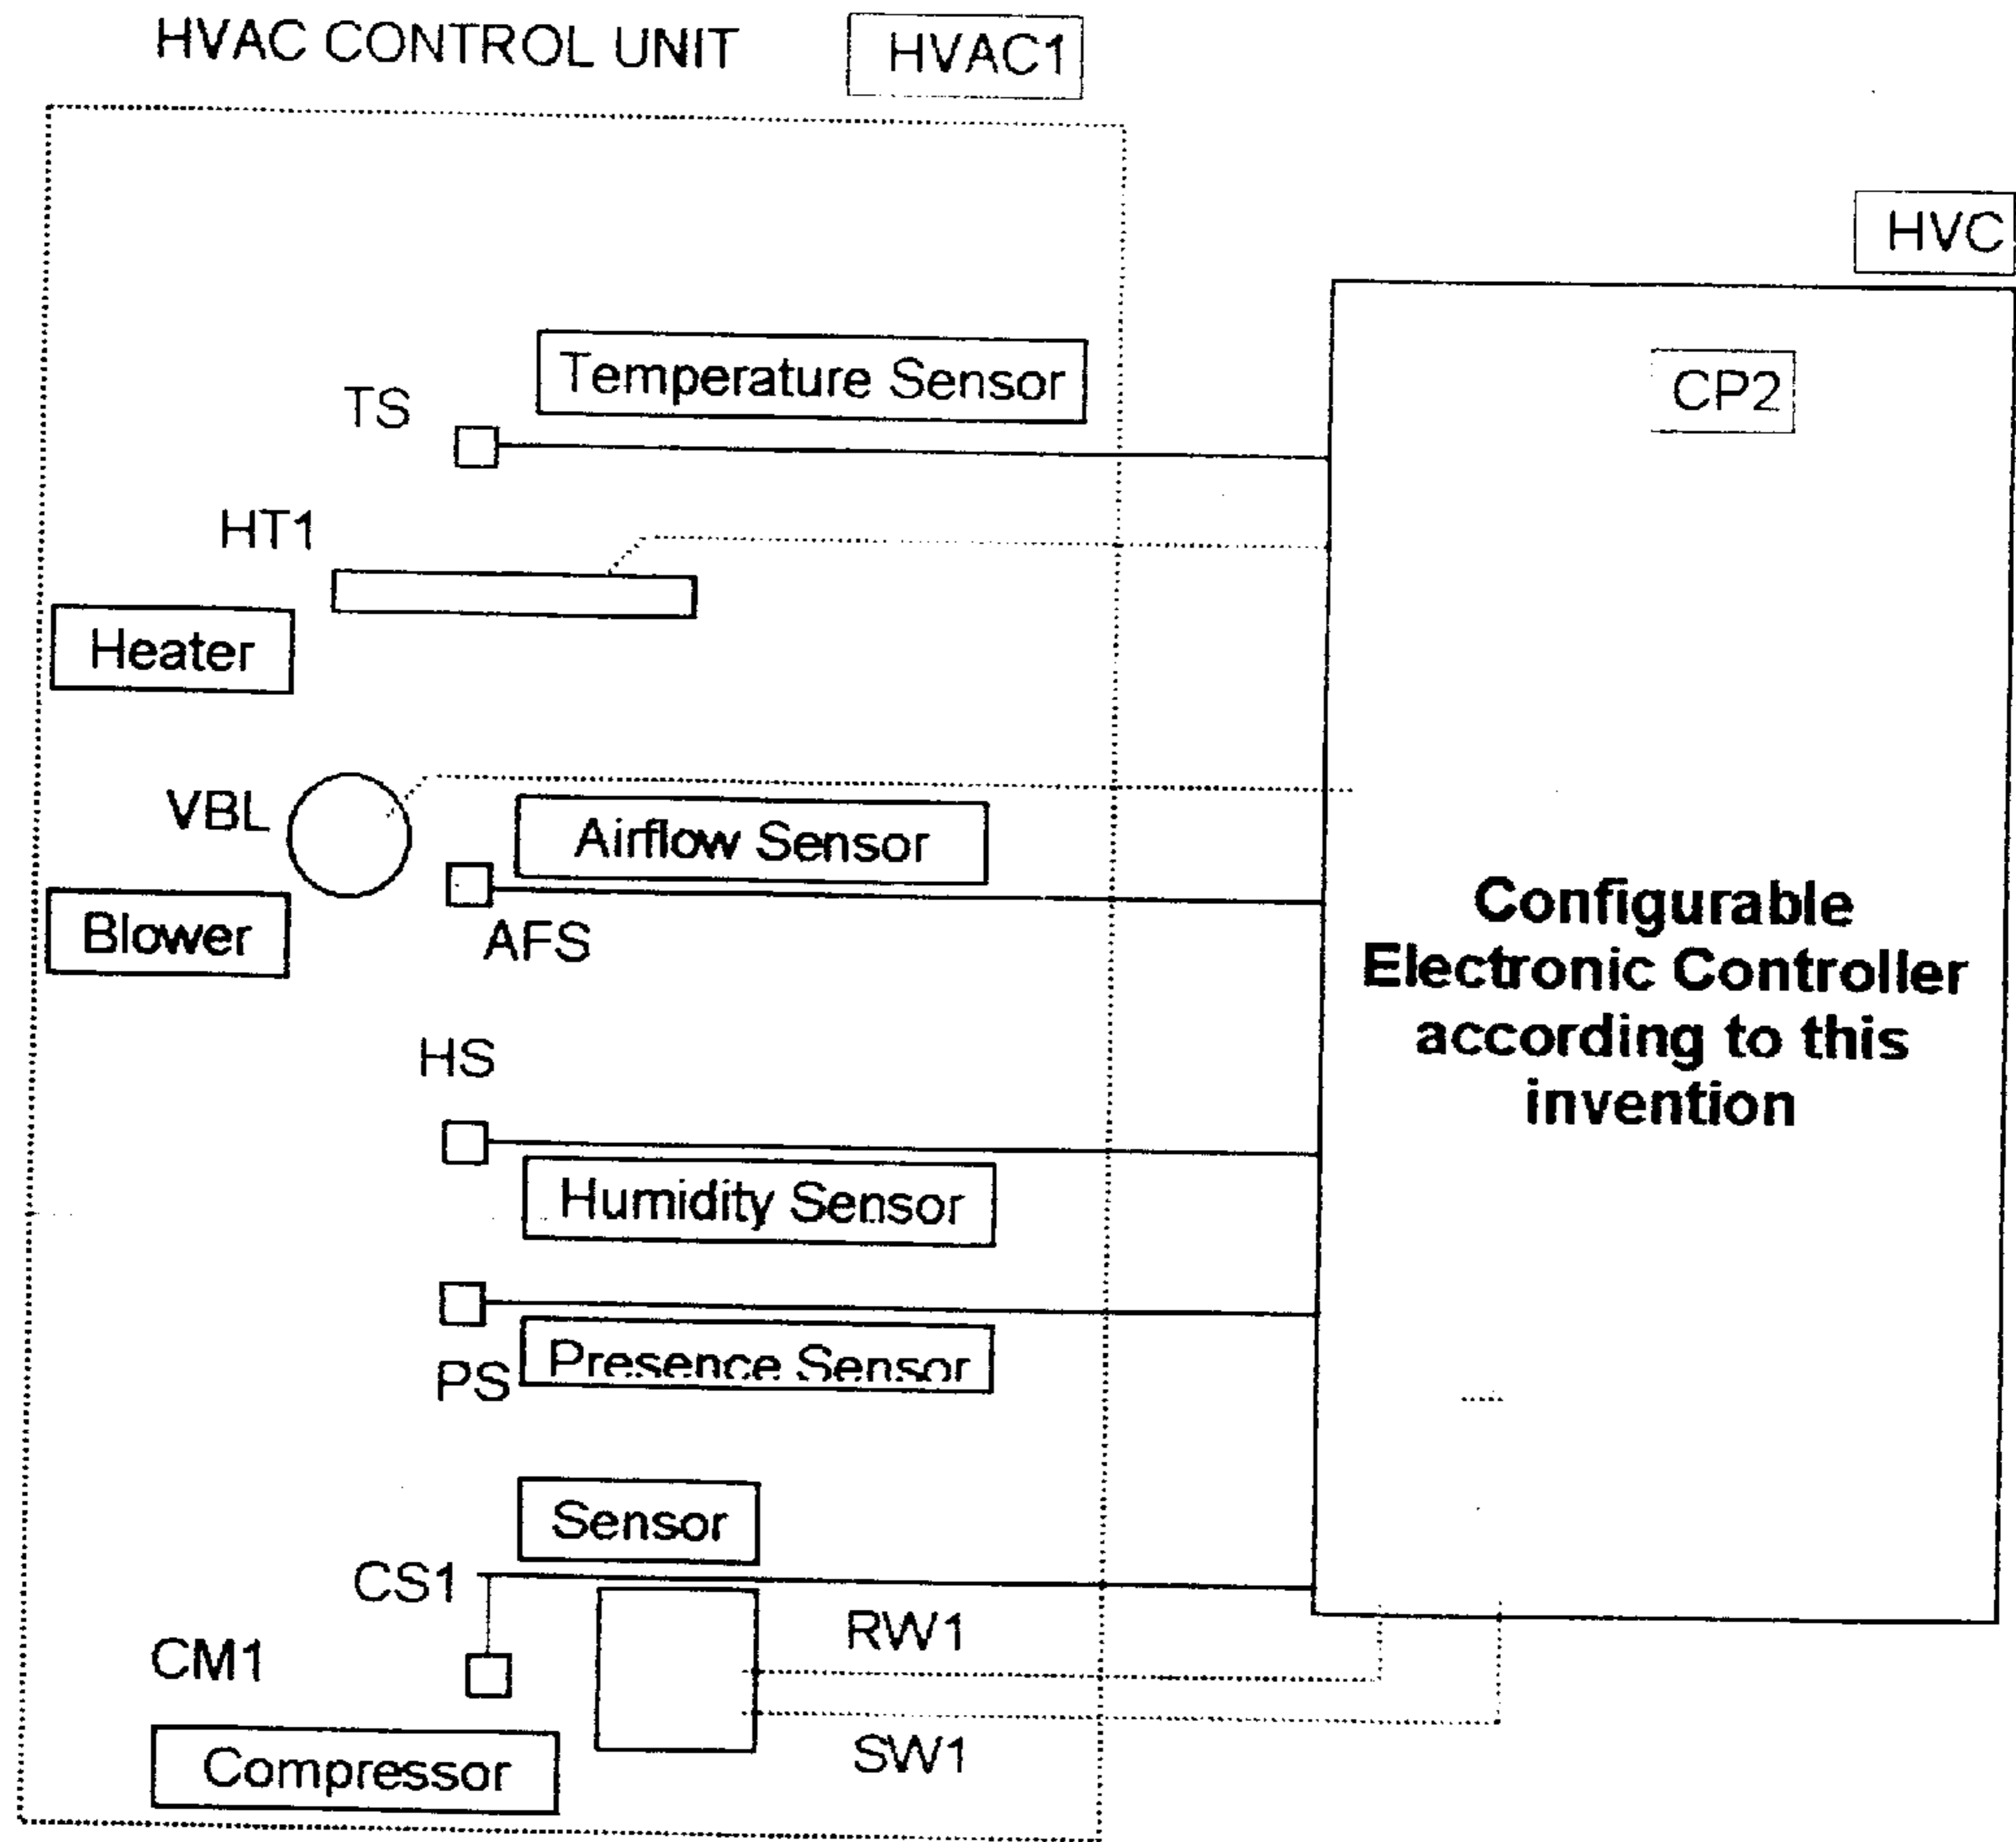 HVAC CONTROL UNIT HVAC1
HVC
CP2
Temperature Sensor
TS
HT1
Heater
VBL
Airflow Sensor
Blower
AFS
HS
Humidity Sensor
PS
Presence Sensor
Sensor
CS1
CM1
RW1
SW1
Compressor
Configurable
Electronic Controller
according to this
invention